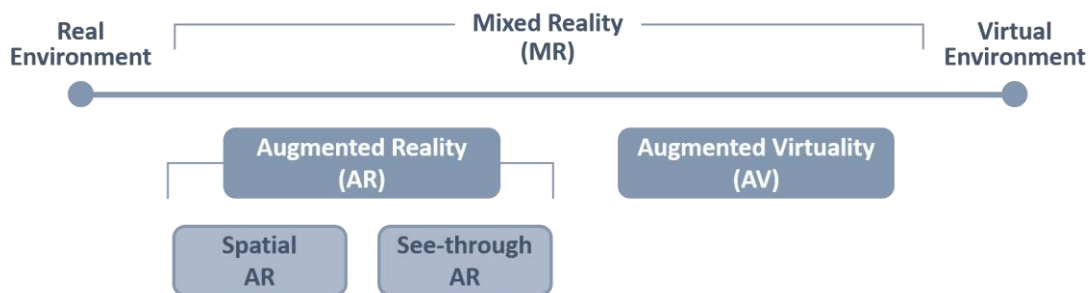 Real
Environment
Mixed Reality
(MR)
Virtual
Environment
Augmented Reality
(AR)
Augmented Virtuality
(AV)
Spatial
AR
See-through
AR